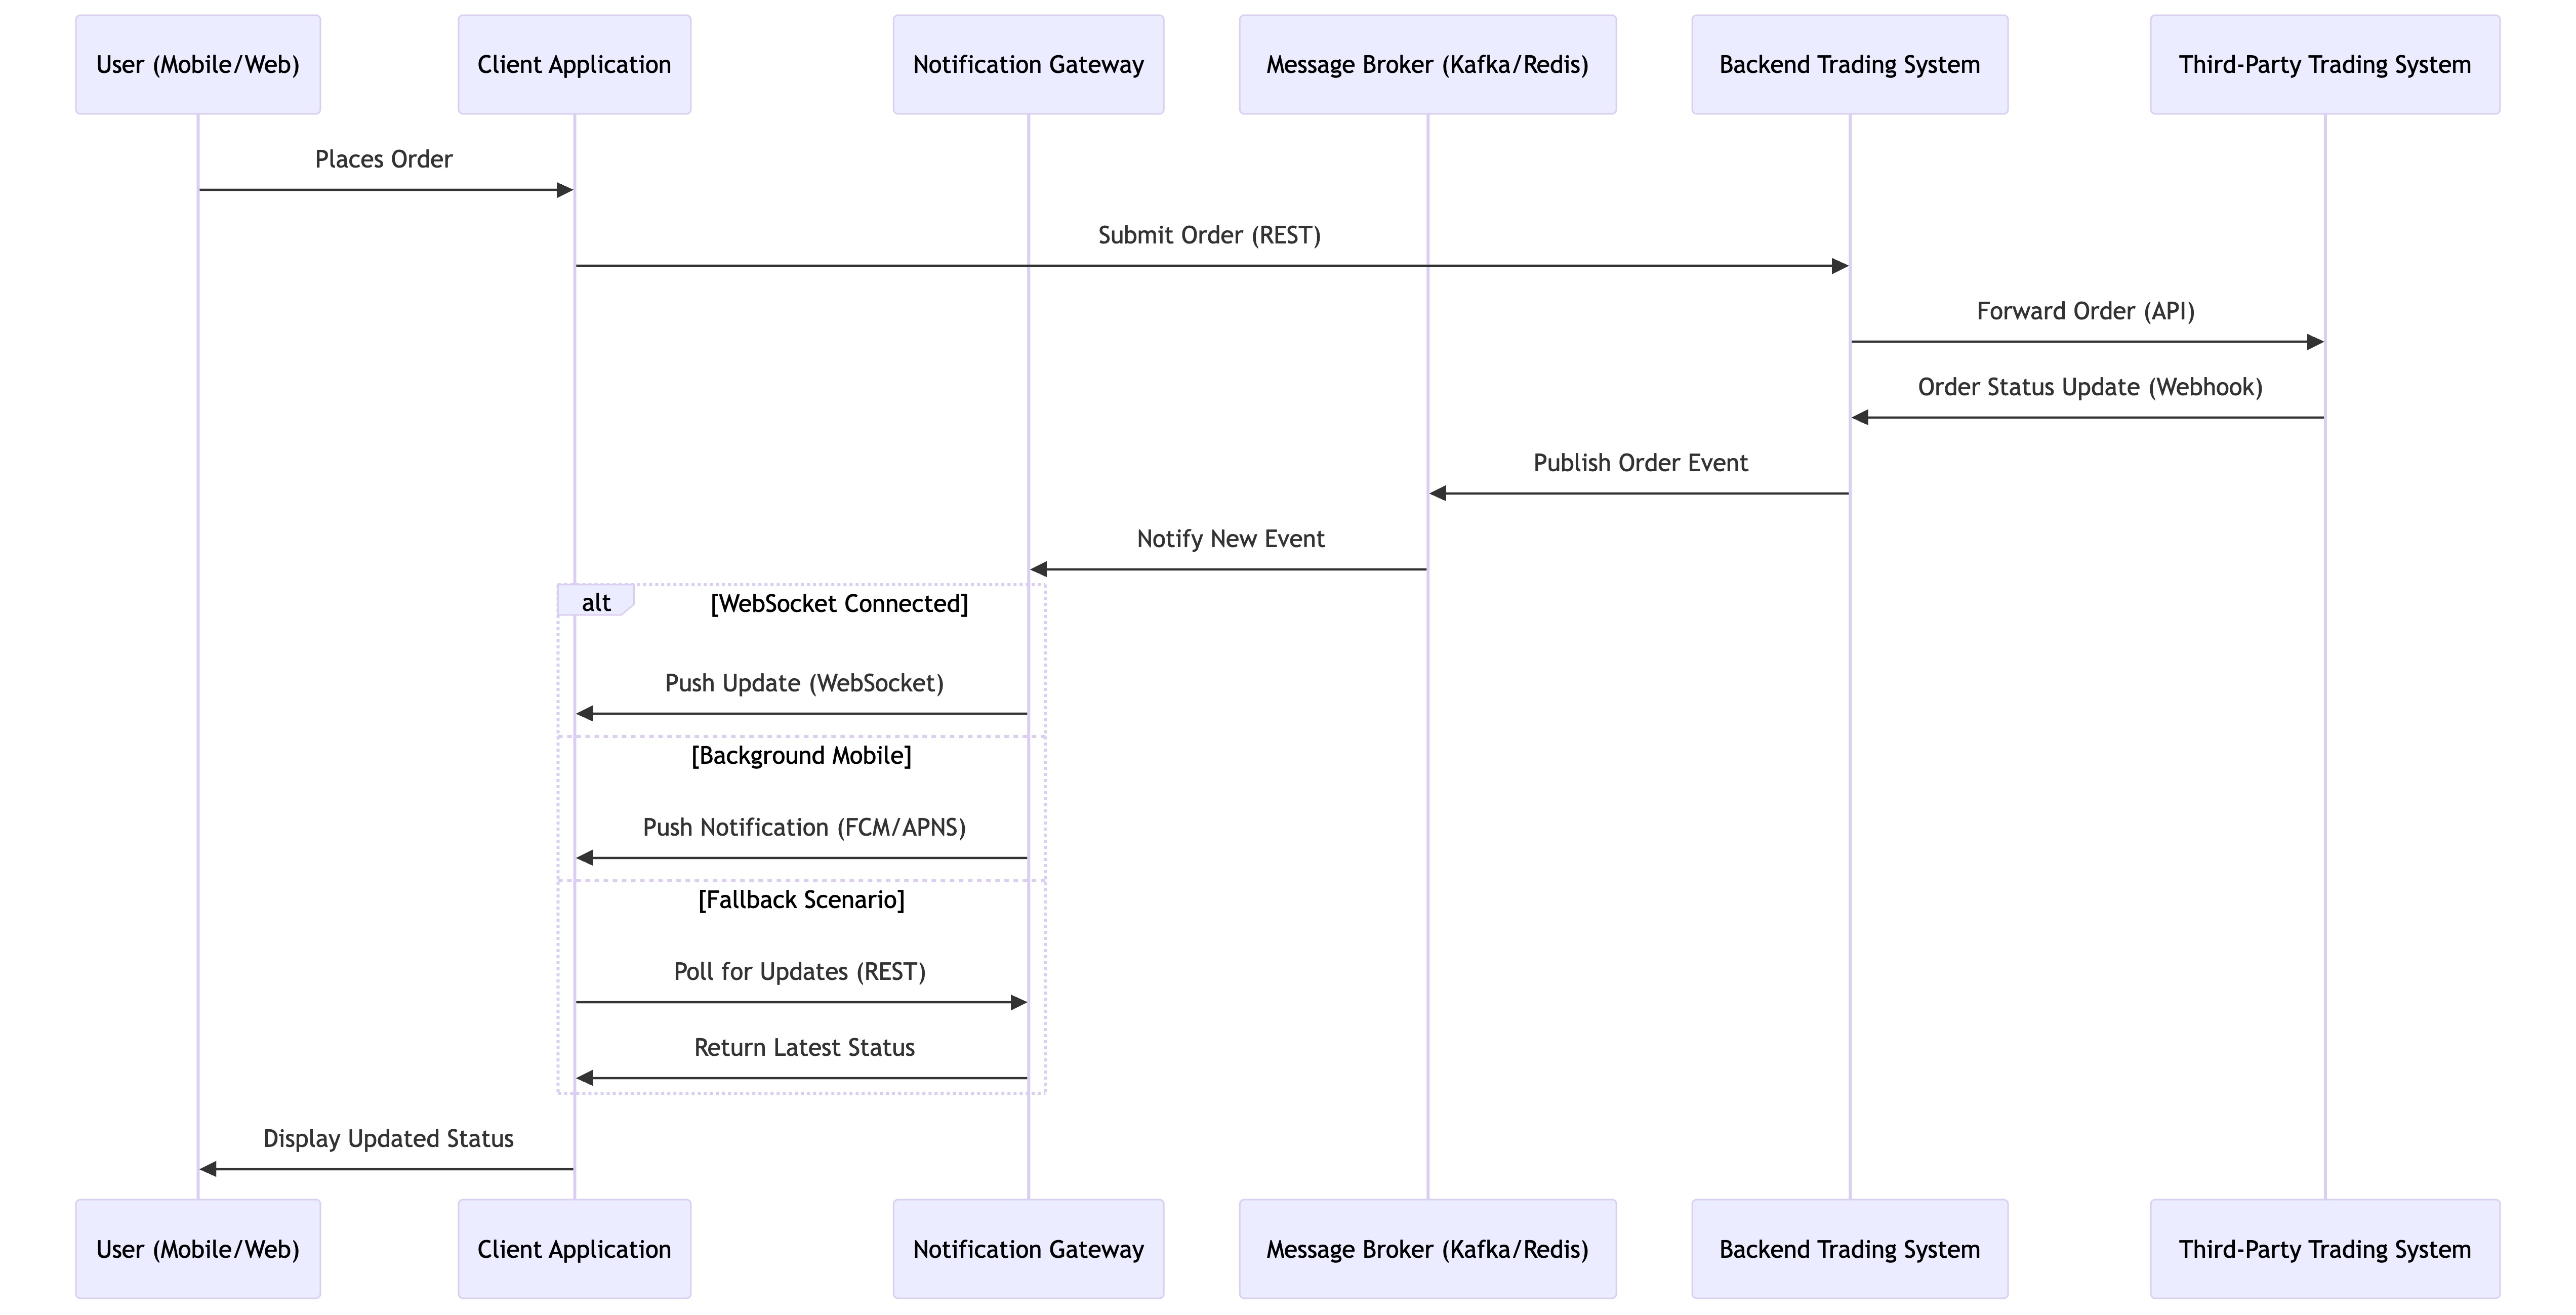 User (Mobile/Web)
Client Application
Notification Gateway
Message Broker (Kafka/Redis)
Backend Trading System
Third-Party Trading System
Places Order
Submit Order (REST)
Forward Order (API)
Order Status Update (Webhook)
Publish Order Event
Notify New Event
alt
[WebSocket Connected]
Push Update (WebSocket)
[Background Mobile]
Push Notification (FCM/APNS)
[Fallback Scenario]
Poll for Updates (REST)
Return Latest Status
Display Updated Status
User (Mobile/Web)
Client Application
Notification Gateway
Message Broker (Kafka/Redis)
Backend Trading System
Third-Party Trading System